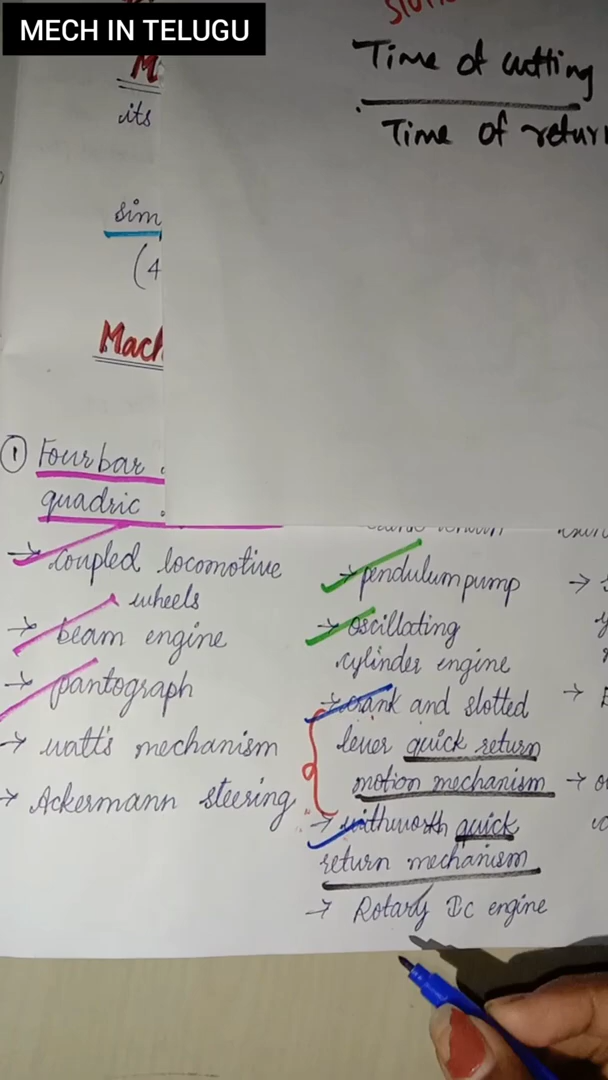 MECH IN TELUGU
Time of cutting
Time of return
its
sim
(4
Mach
① Four bar
quadric
→ coupled locomotive
wheels
→ beam engine
→ pantograph
→ watt's mechanism
→ Ackermann steering
→ pendulum pump
→ oscillating
cylinder engine
→ crank and slotted
lever quick return
motion mechanism
→ withworth quick
return mechanism
→ Rotary Ic engine